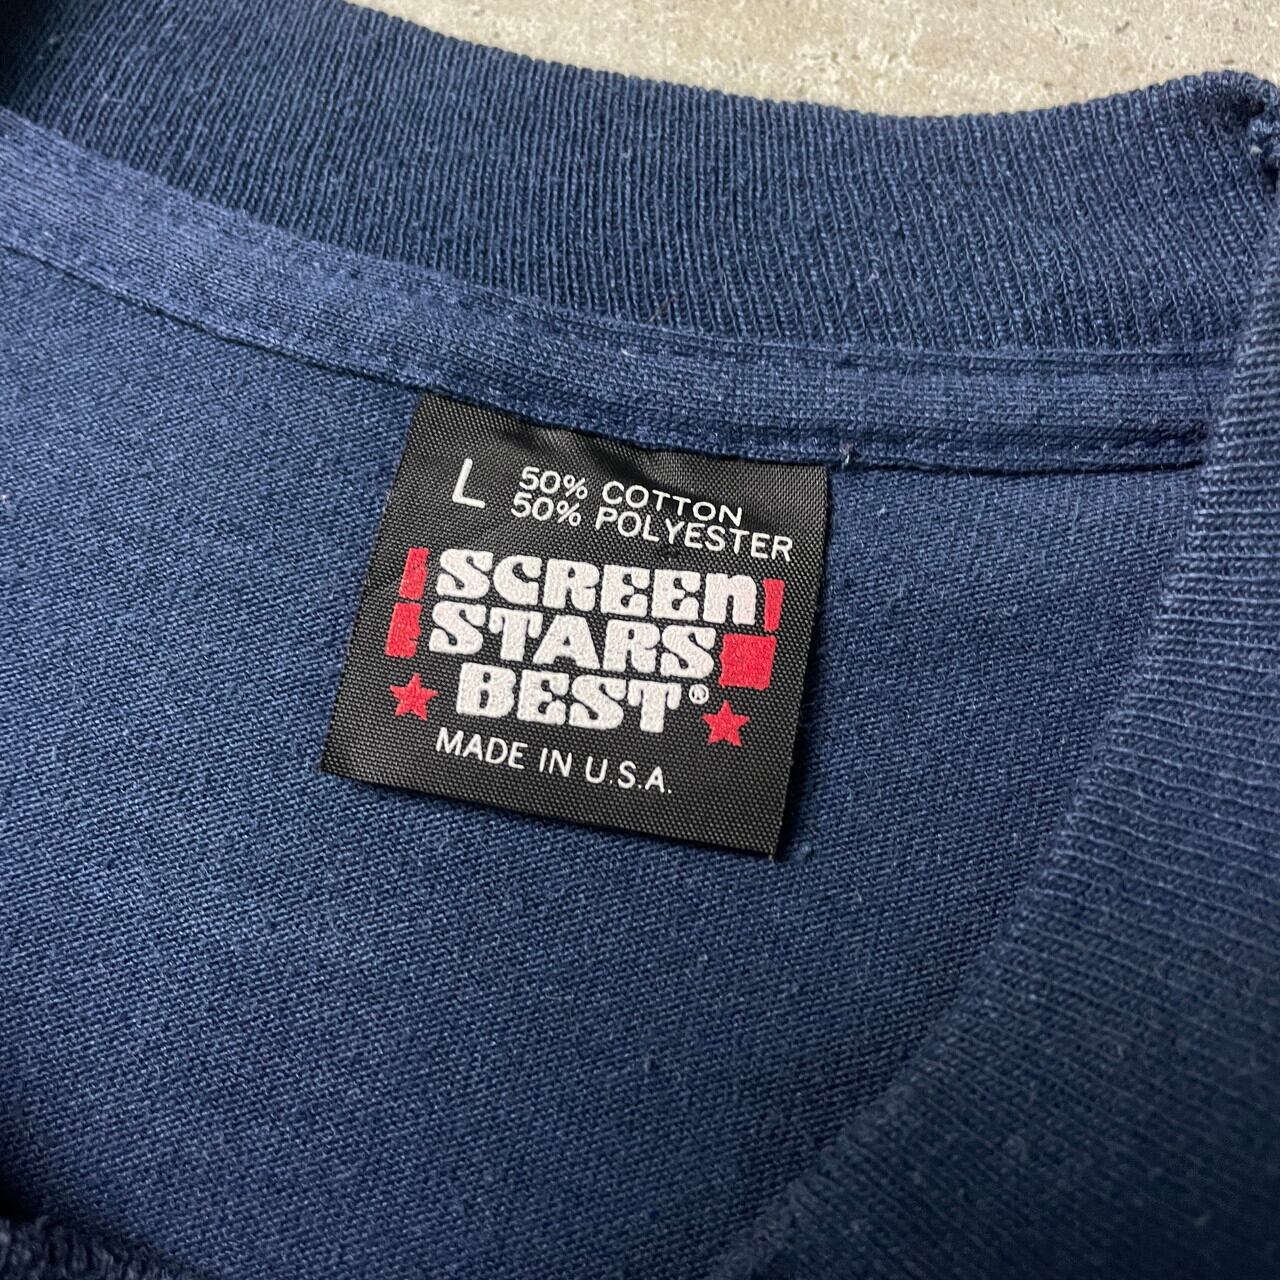 L 50% COTTON
50% POLYESTER
SCREEN
STARS
BEST®
MADE IN U.S.A.